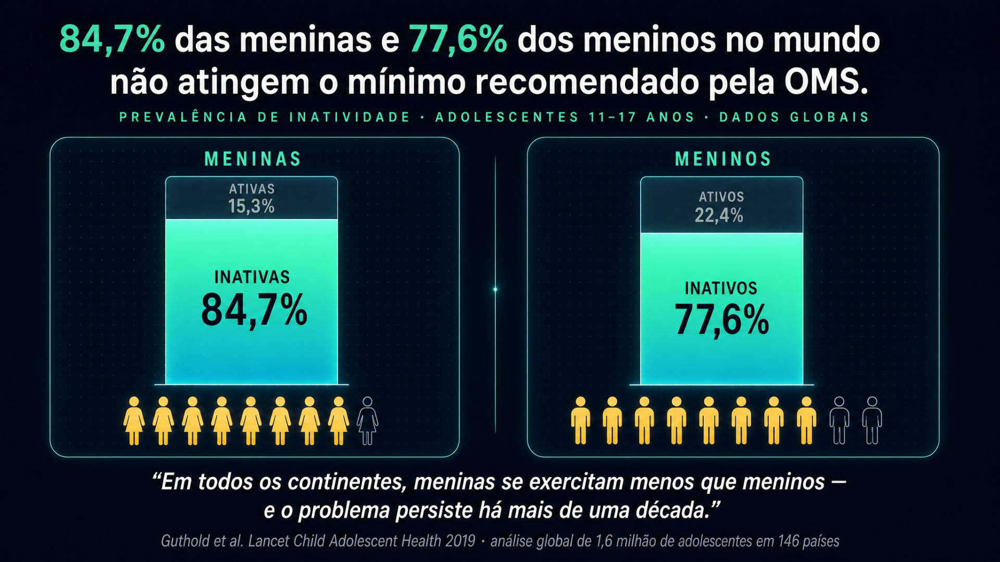 84,7% das meninas e 77,6% dos meninos no mundo
não atingem o mínimo recomendado pela OMS.
PREVALÊNCIA DE INATIVIDADE · ADOLESCENTES 11–17 ANOS · DADOS GLOBAIS
MENINAS
ATIVAS
15,3%
INATIVAS
84,7%
MENINOS
ATIVOS
22,4%
INATIVOS
77,6%
“Em todos os continentes, meninas se exercitam menos que meninos —
e o problema persiste há mais de uma década.”
Guthold et al. Lancet Child Adolescent Health 2019 · análise global de 1,6 milhão de adolescentes em 146 países